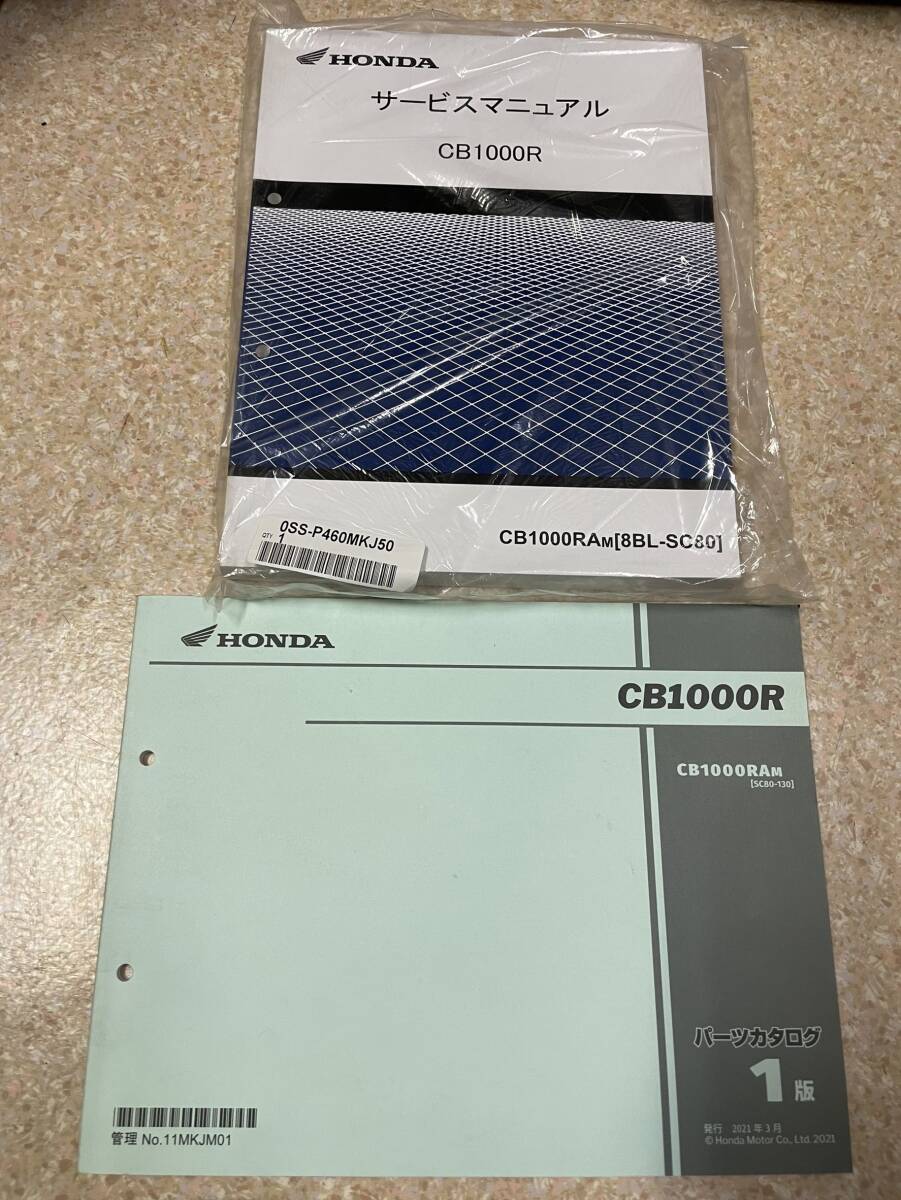 HONDA
サービスマニュアル
CB1000R
0SS-P460MKJ50
QTY 1
CB1000RAM[8BL-SC80]
HONDA
CB1000R
CB1000RAM
[SC80-130]
パーツカタログ
1版
発行 2021年3月
© Honda Motor Co., Ltd. 2021
管理 No.11MKJM01